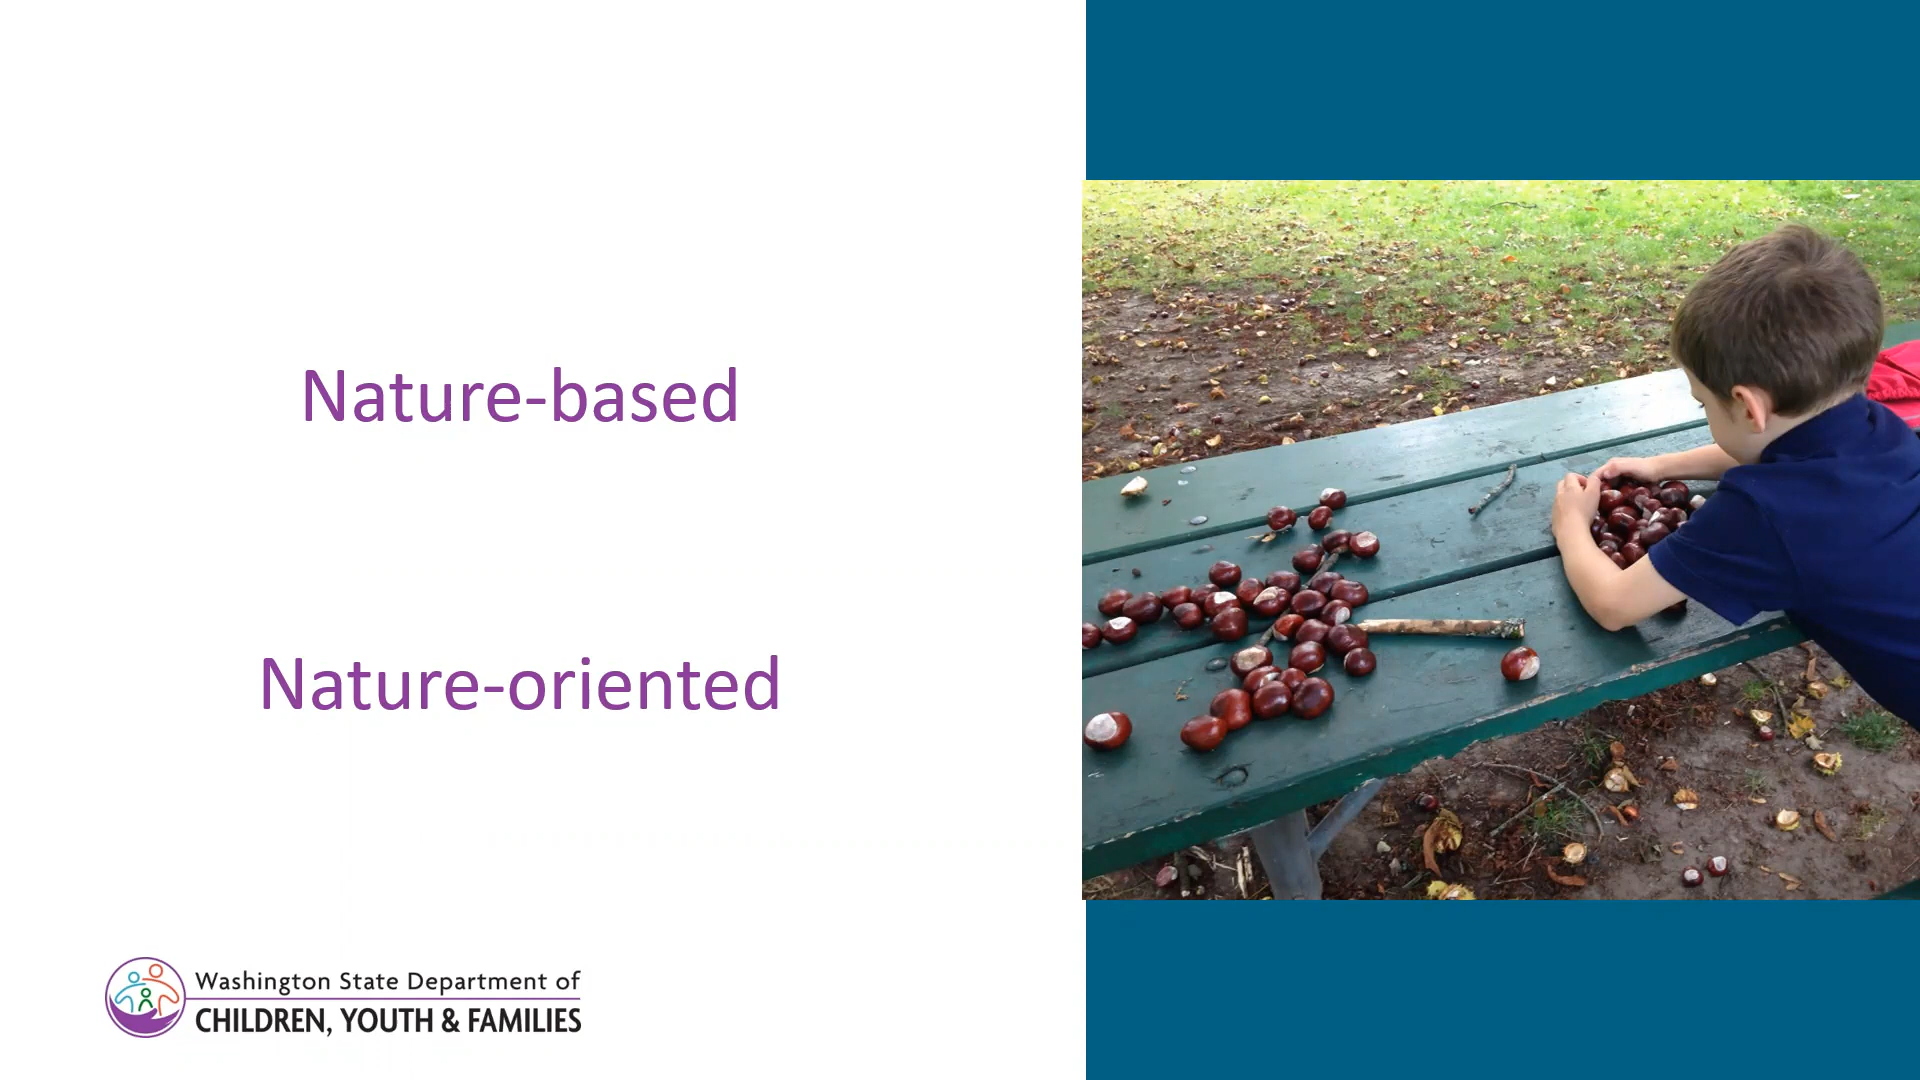 Nature-based
Nature-oriented
Washington State Department of
CHILDREN, YOUTH & FAMILIES